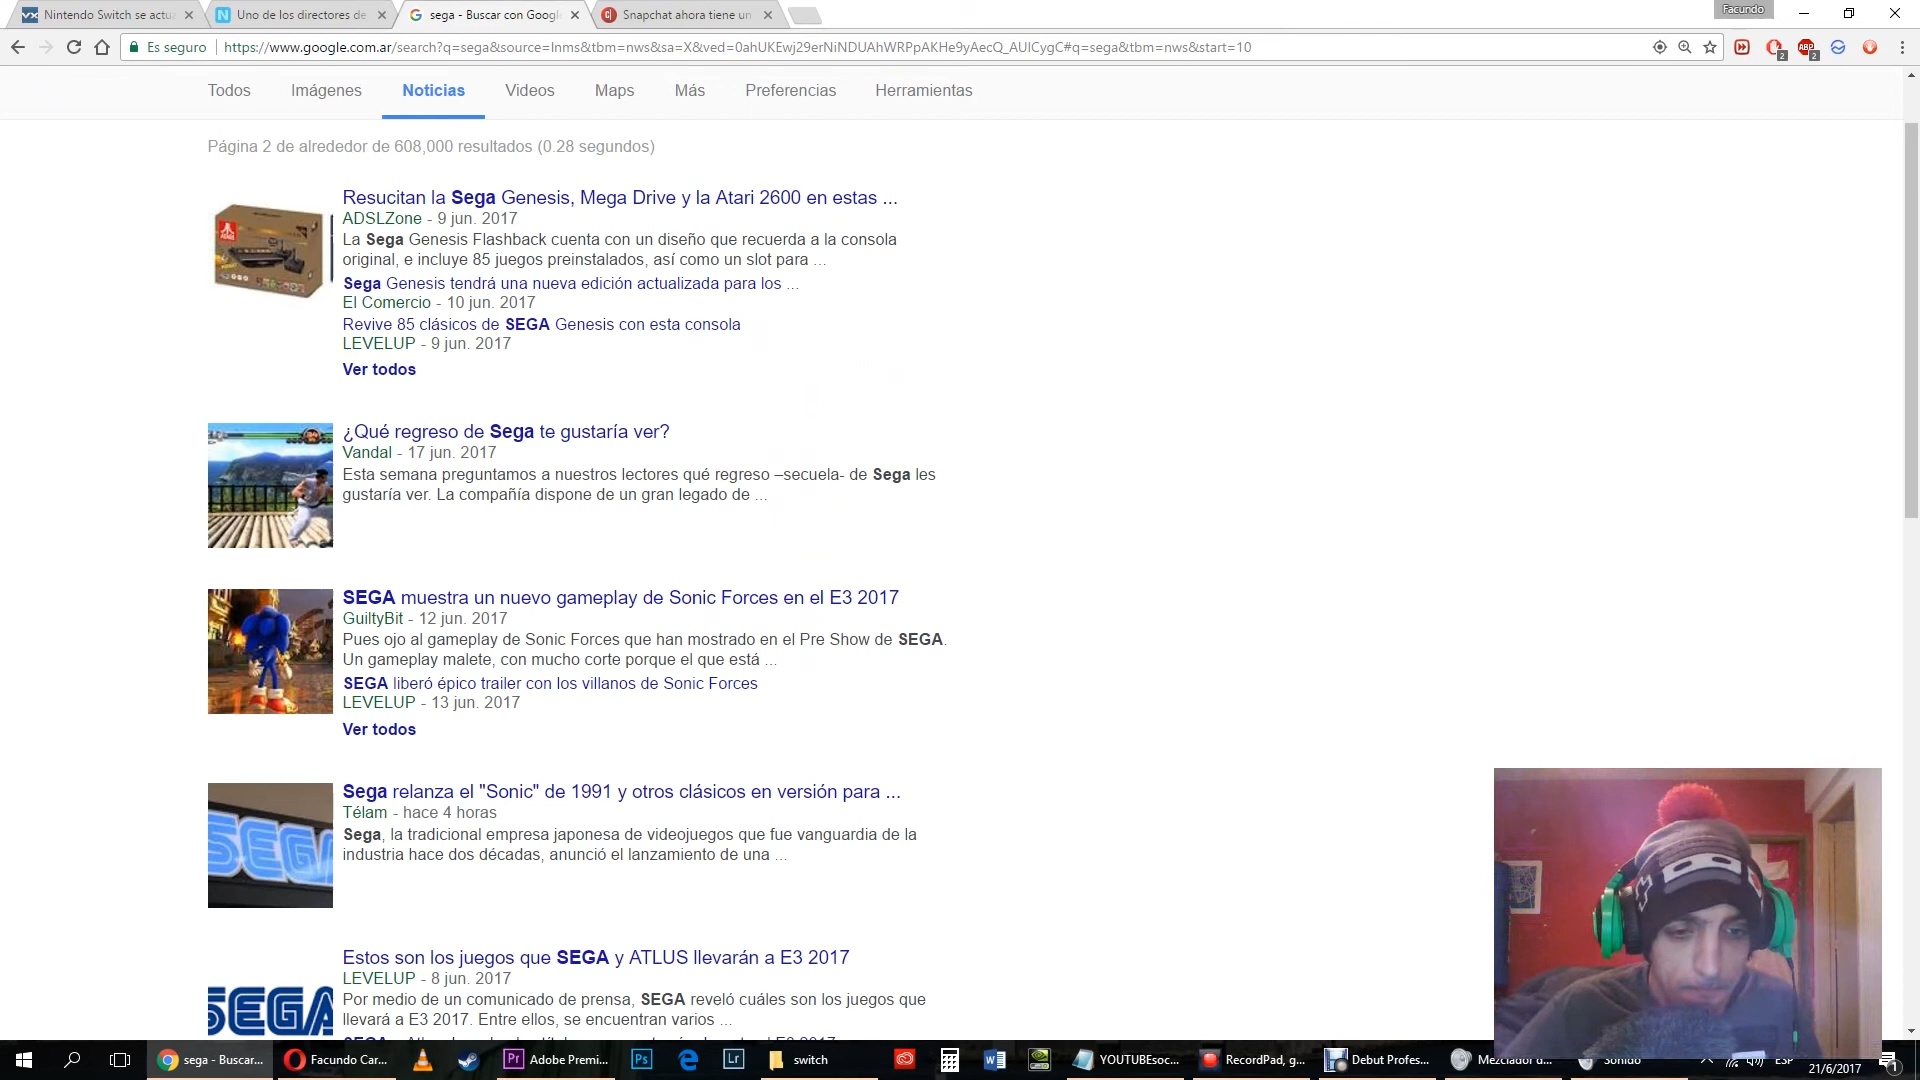 Nintendo Switch se actu
Uno de los directores de
sega - Buscar con Googl
Snapchat ahora tiene un
Facundo
Es seguro
https://www.google.com.ar/search?q=sega&source=lnms&tbm=nws&sa=X&ved=0ahUKEwj29erNiNDUAhWRPpAKHe9yAecQ_AUICygC#q=sega&tbm=nws&start=10
Todos Imágenes Noticias Videos Maps Más Preferencias Herramientas
Página 2 de alrededor de 608,000 resultados (0.28 segundos)
Resucitan la Sega Genesis, Mega Drive y la Atari 2600 en estas ...
ADSLZone - 9 jun. 2017
La Sega Genesis Flashback cuenta con un diseño que recuerda a la consola
original, e incluye 85 juegos preinstalados, así como un slot para ...
Sega Genesis tendrá una nueva edición actualizada para los ...
El Comercio - 10 jun. 2017
Revive 85 clásicos de SEGA Genesis con esta consola
LEVELUP - 9 jun. 2017
Ver todos
¿Qué regreso de Sega te gustaría ver?
Vandal - 17 jun. 2017
Esta semana preguntamos a nuestros lectores qué regreso –secuela- de Sega les
gustaría ver. La compañía dispone de un gran legado de ...
SEGA muestra un nuevo gameplay de Sonic Forces en el E3 2017
GuiltyBit - 12 jun. 2017
Pues ojo al gameplay de Sonic Forces que han mostrado en el Pre Show de SEGA.
Un gameplay malete, con mucho corte porque el que está ...
SEGA liberó épico trailer con los villanos de Sonic Forces
LEVELUP - 13 jun. 2017
Ver todos
SEGA
Sega relanza el "Sonic" de 1991 y otros clásicos en versión para ...
Télam - hace 4 horas
Sega, la tradicional empresa japonesa de videojuegos que fue vanguardia de la
industria hace dos décadas, anunció el lanzamiento de una ...
SEGA
Estos son los juegos que SEGA y ATLUS llevarán a E3 2017
LEVELUP - 8 jun. 2017
Por medio de un comunicado de prensa, SEGA reveló cuáles son los juegos que
llevará a E3 2017. Entre ellos, se encuentran varios ...
sega - Buscar...
Facundo Car...
Pr Adobe Premi...
Ps
Lr
switch
YOUTUBEsoc...
RecordPad, g...
Debut Profes...
Mezclador d...
Sonido
ESP
21/6/2017